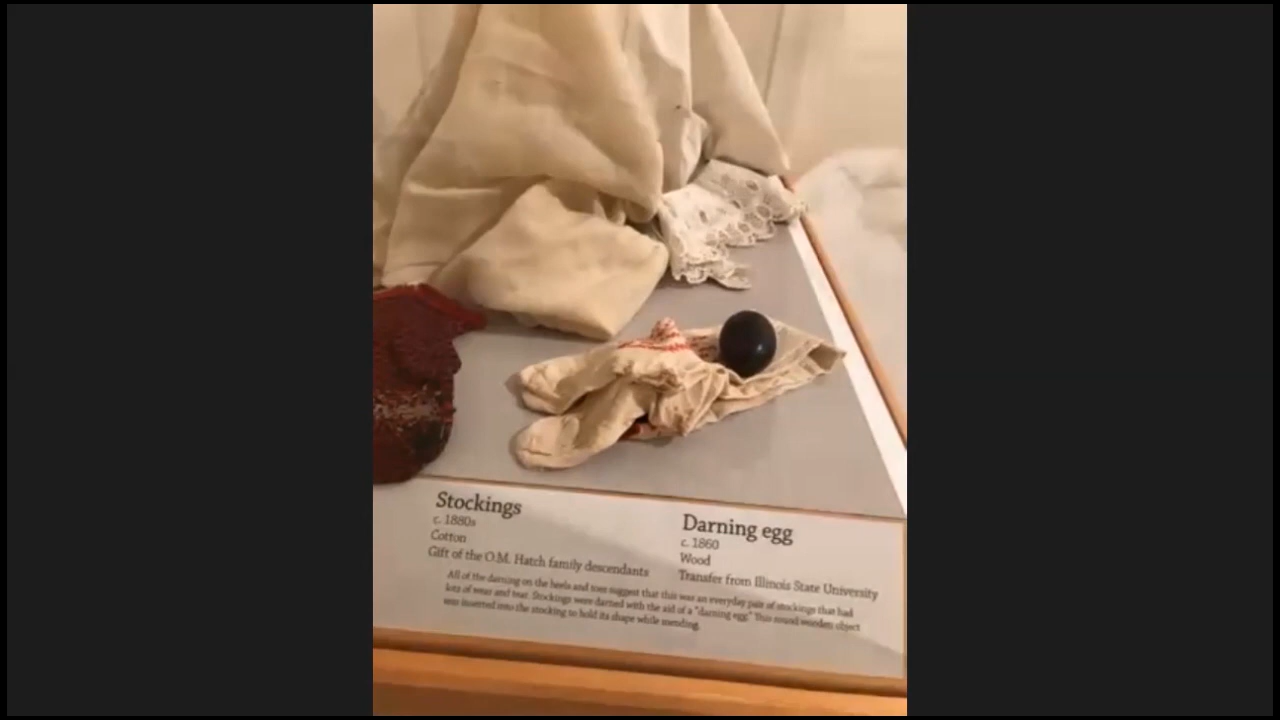 Stockings
c. 1880s
Cotton
Gift of the O.M. Hatch family descendants
Darning egg
c. 1860
Wood
Transfer from Illinois State University
All of the darning on the heels and toes suggest that this was an everyday pair of stockings that had
lots of wear and tear. Stockings were darned with the aid of a "darning egg." This round wooden object
was inserted into the stocking to hold its shape while mending.